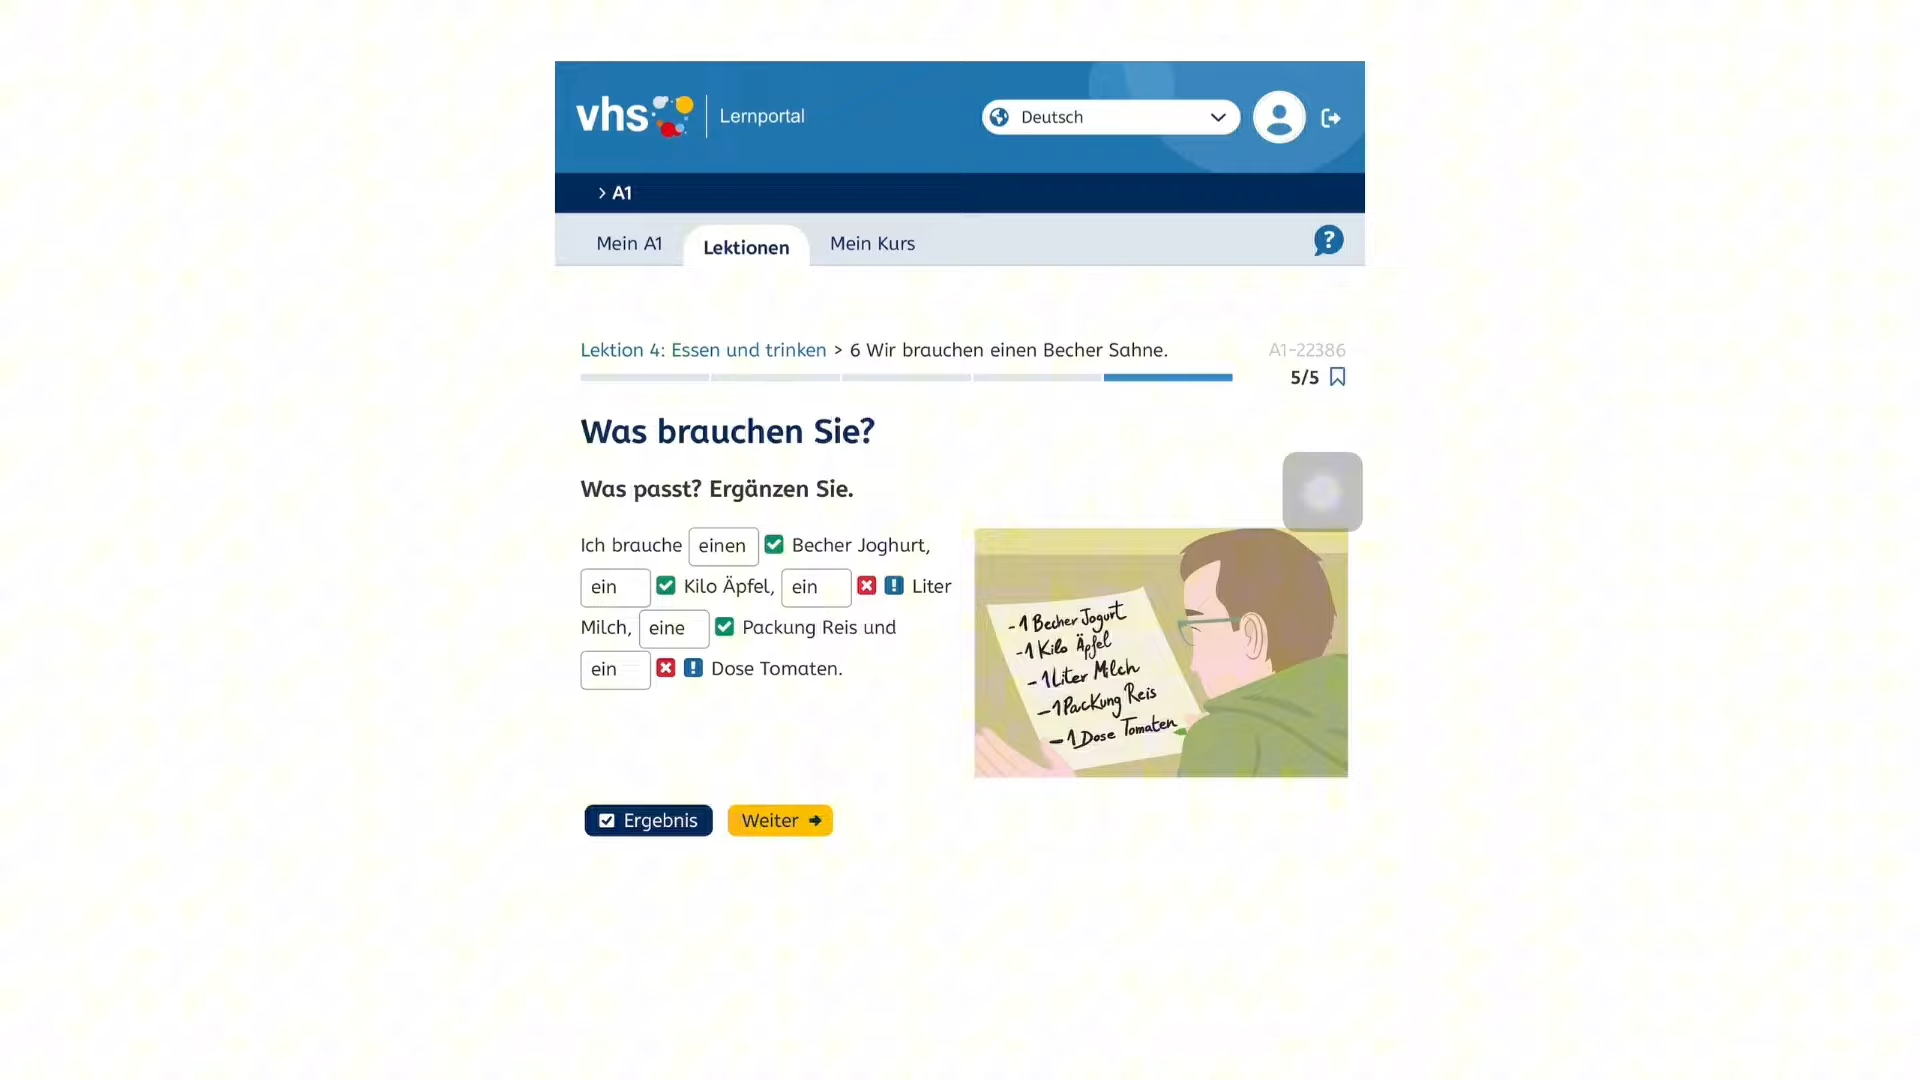 vhs Lernportal Deutsch
> A1
Mein A1 Lektionen Mein Kurs ?
Lektion 4: Essen und trinken > 6 Wir brauchen einen Becher Sahne. A1-22386
5/5
Was brauchen Sie?
Was passt? Ergänzen Sie.
Ich brauche einen Becher Joghurt,
ein Kilo Äpfel, ein Liter
Milch, eine Packung Reis und
ein Dose Tomaten.
- 1 Becher Jogurt
- 1 Kilo Äpfel
- 1 Liter Milch
- 1 Packung Reis
- 1 Dose Tomaten
Ergebnis Weiter